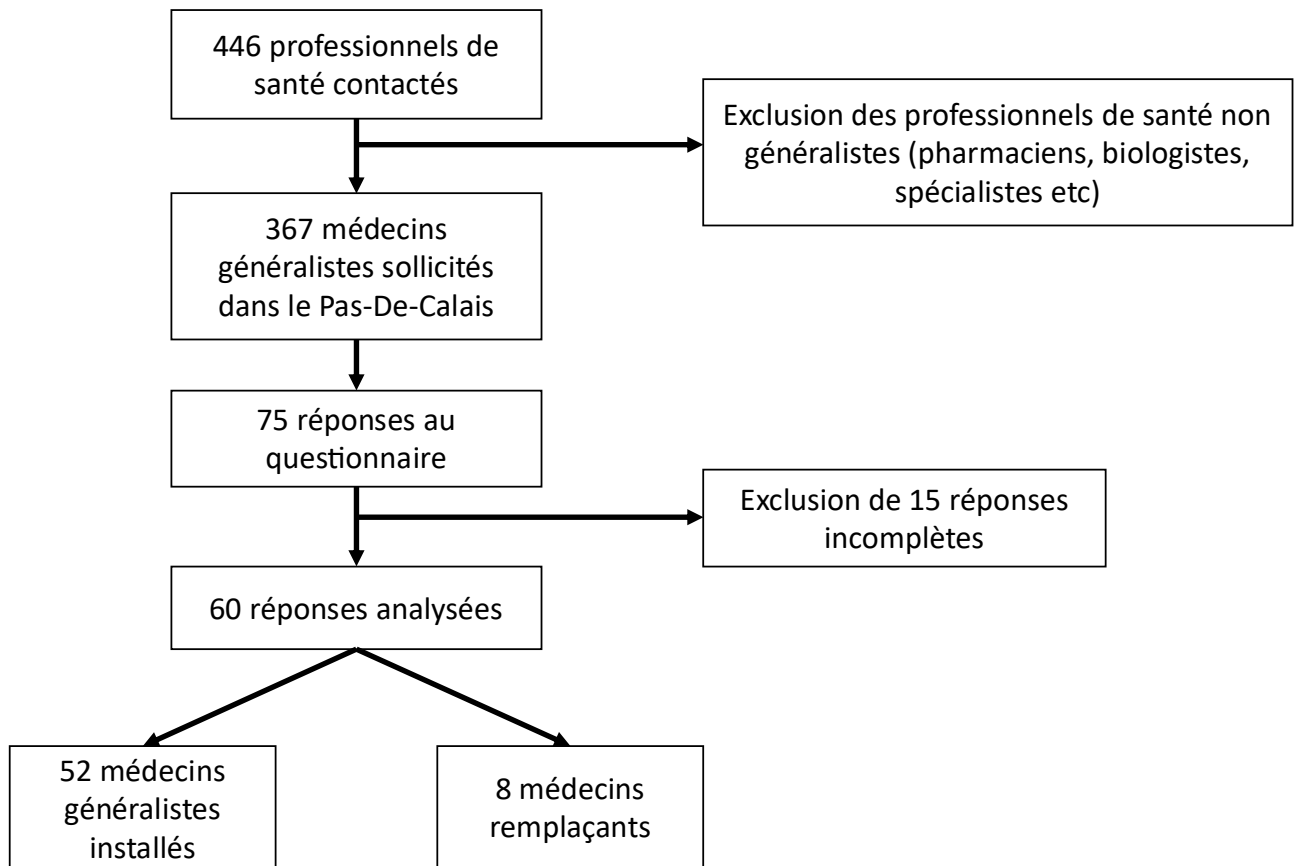 446 professionnels de
santé contactés
Exclusion des professionnels de santé non
généralistes (pharmaciens, biologistes,
spécialistes etc)
367 médecins
généralistes sollicités
dans le Pas-De-Calais
75 réponses au
questionnaire
Exclusion de 15 réponses
incomplètes
60 réponses analysées
52 médecins
généralistes
installés
8 médecins
remplaçants